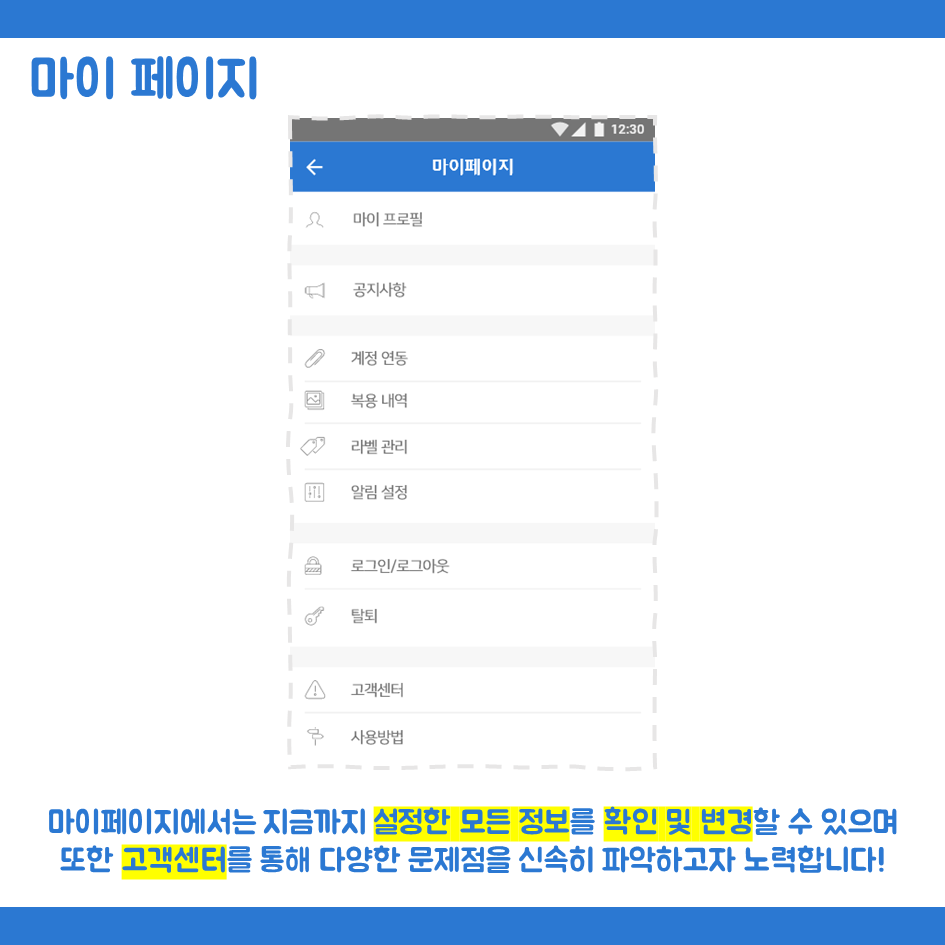 마이 페이지
12:30
마이페이지
마이 프로필
공지사항
계정 연동
복용 내역
라벨 관리
알림 설정
로그인/로그아웃
탈퇴
고객센터
사용방법
마이페이지에서는 지금까지 설정한 모든 정보를 확인 및 변경할 수 있으며
또한 고객센터를 통해 다양한 문제점을 신속히 파악하고자 노력합니다!